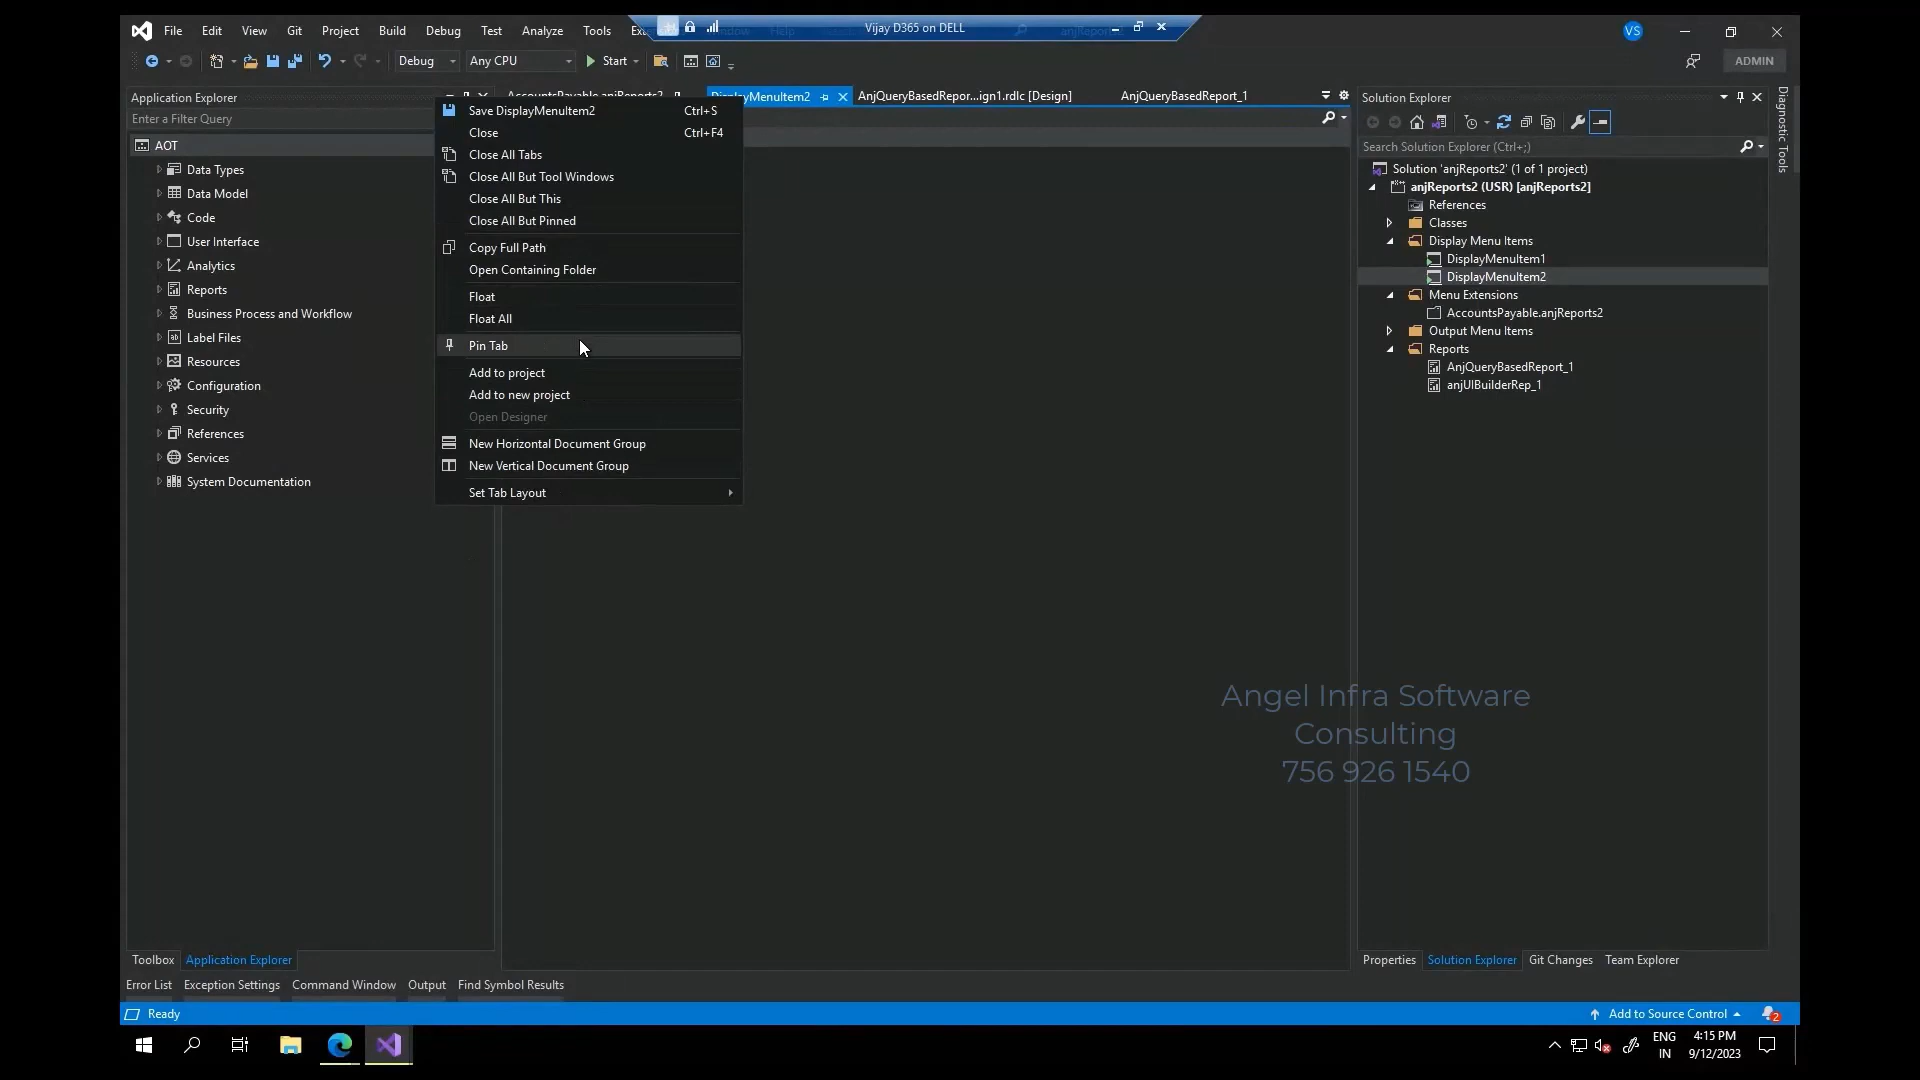 File Edit View Git Project Build Debug Test Analyze Tools
Vijay D365 on DELL
VS
Debug Any CPU Start
ADMIN
Application Explorer
Enter a Filter Query
AOT
Data Types
Data Model
Code
User Interface
Analytics
Reports
Business Process and Workflow
Label Files
Resources
Configuration
Security
References
Services
System Documentation
AccountsPayable.anjReports2
DisplayMenuItem2
AnjQueryBasedRepor...ign1.rdlc [Design]
AnjQueryBasedReport_1
Save DisplayMenuItem2 Ctrl+S
Close Ctrl+F4
Close All Tabs
Close All But Tool Windows
Close All But This
Close All But Pinned
Copy Full Path
Open Containing Folder
Float
Float All
Pin Tab
Add to project
Add to new project
Open Designer
New Horizontal Document Group
New Vertical Document Group
Set Tab Layout
Solution Explorer
Search Solution Explorer (Ctrl+;)
Solution 'anjReports2' (1 of 1 project)
anjReports2 (USR) [anjReports2]
References
Classes
Display Menu Items
DisplayMenuItem1
DisplayMenuItem2
Menu Extensions
AccountsPayable.anjReports2
Output Menu Items
Reports
AnjQueryBasedReport_1
anjUIBuilderRep_1
Diagnostic Tools
Angel Infra Software
Consulting
756 926 1540
Toolbox Application Explorer
Properties Solution Explorer Git Changes Team Explorer
Error List Exception Settings Command Window Output Find Symbol Results
Ready
Add to Source Control
2
ENG
IN
4:15 PM
9/12/2023